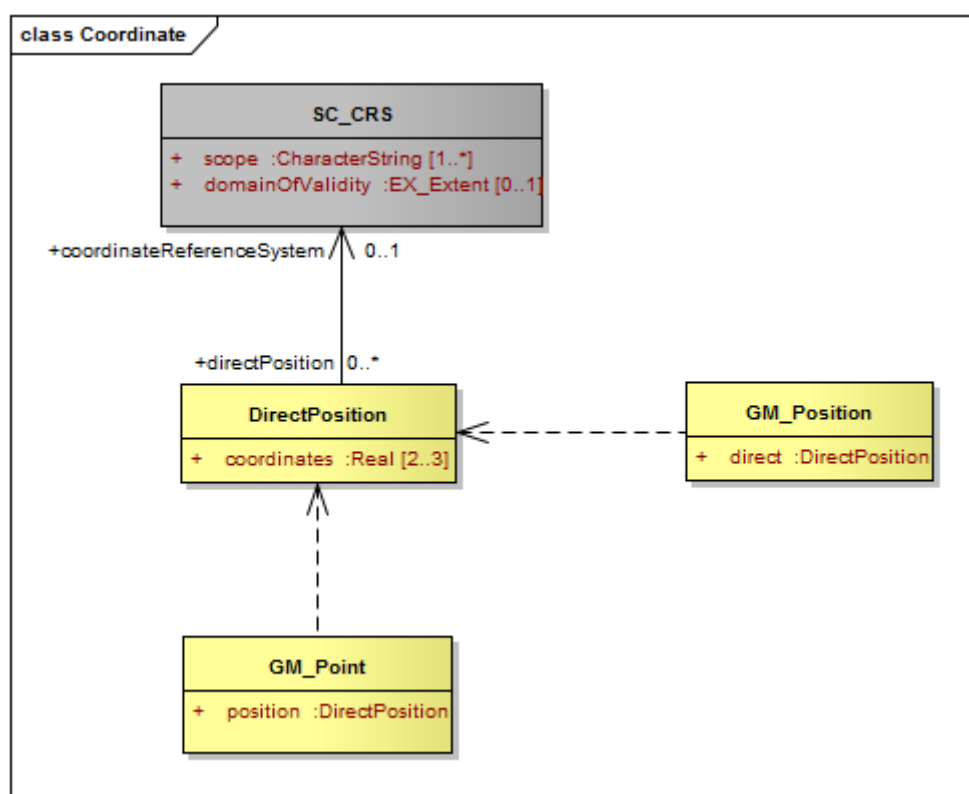 class Coordinate
SC_CRS
+ scope :CharacterString [1..*]
+ domainOfValidity :EX_Extent [0..1]
+coordinateReferenceSystem 0..1
+directPosition 0..*
DirectPosition
+ coordinates :Real [2..3]
GM_Position
+ direct :DirectPosition
GM_Point
+ position :DirectPosition